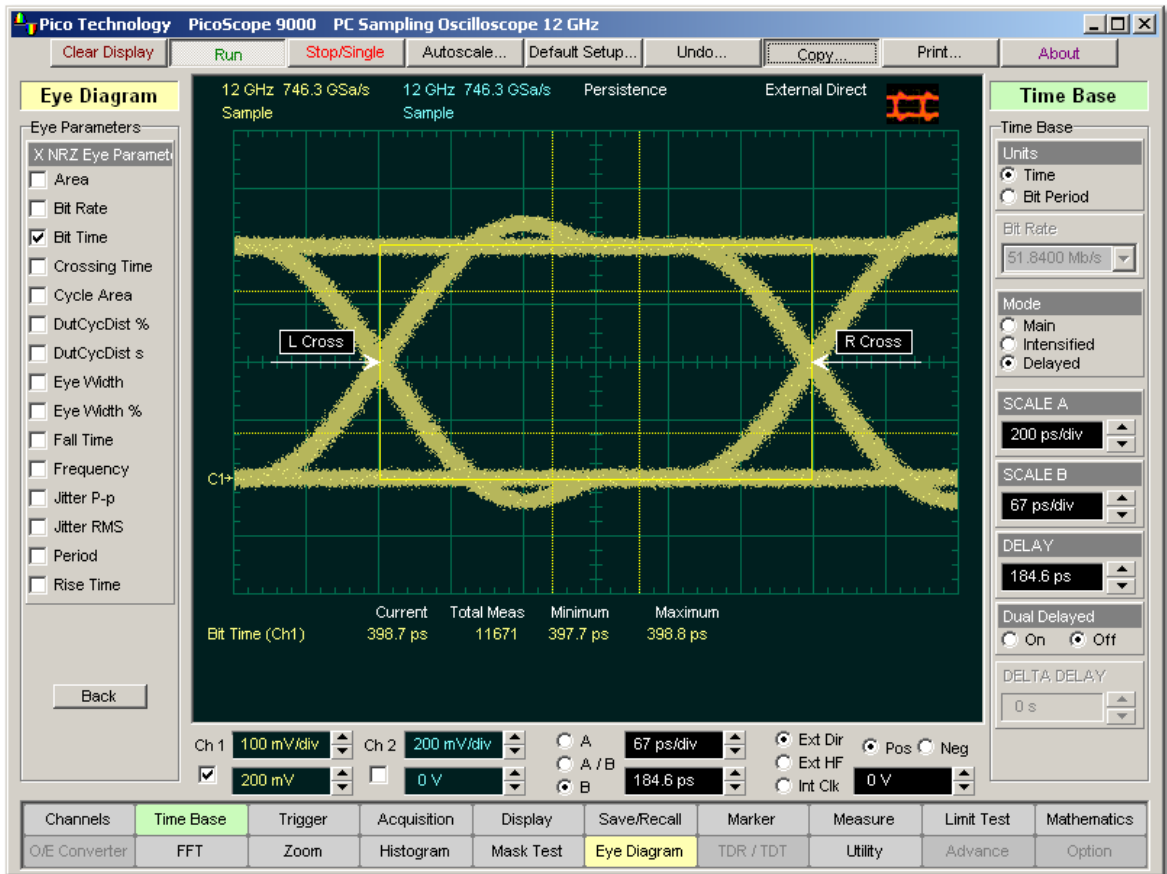 Pico Technology PicoScope 9000 PC Sampling Oscilloscope 12 GHz
Clear Display Run Stop/Single Autoscale... Default Setup... Undo... Copy... Print... About
Eye Diagram
Eye Parameters
X NRZ Eye Paramet
Area
Bit Rate
Bit Time
Crossing Time
Cycle Area
DutCycDist %
DutCycDist s
Eye Width
Eye Width %
Fall Time
Frequency
Jitter P-p
Jitter RMS
Period
Rise Time
Back
12 GHz 746.3 GSa/s 12 GHz 746.3 GSa/s Persistence External Direct
Sample Sample
L Cross R Cross
C1
Current Total Meas Minimum Maximum
Bit Time (Ch1) 398.7 ps 11671 397.7 ps 398.8 ps
Time Base
Time Base
Units
Time
Bit Period
Bit Rate
51.8400 Mb/s
Mode
Main
Intensified
Delayed
SCALE A
200 ps/div
SCALE B
67 ps/div
DELAY
184.6 ps
Dual Delayed
On Off
DELTA DELAY
0 s
Ch 1 100 mV/div Ch 2 200 mV/div A 67 ps/div Ext Dir Pos Neg
A / B Ext HF
200 mV 0 V B 184.6 ps Int Clk 0 V
Channels Time Base Trigger Acquisition Display Save/Recall Marker Measure Limit Test Mathematics
O/E Converter FFT Zoom Histogram Mask Test Eye Diagram TDR / TDT Utility Advance Option